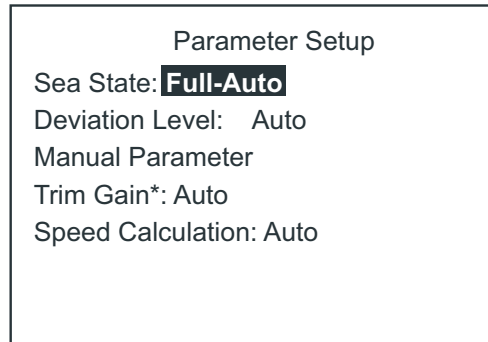 Parameter Setup
Sea State: Full-Auto
Deviation Level: Auto
Manual Parameter
Trim Gain*: Auto
Speed Calculation: Auto